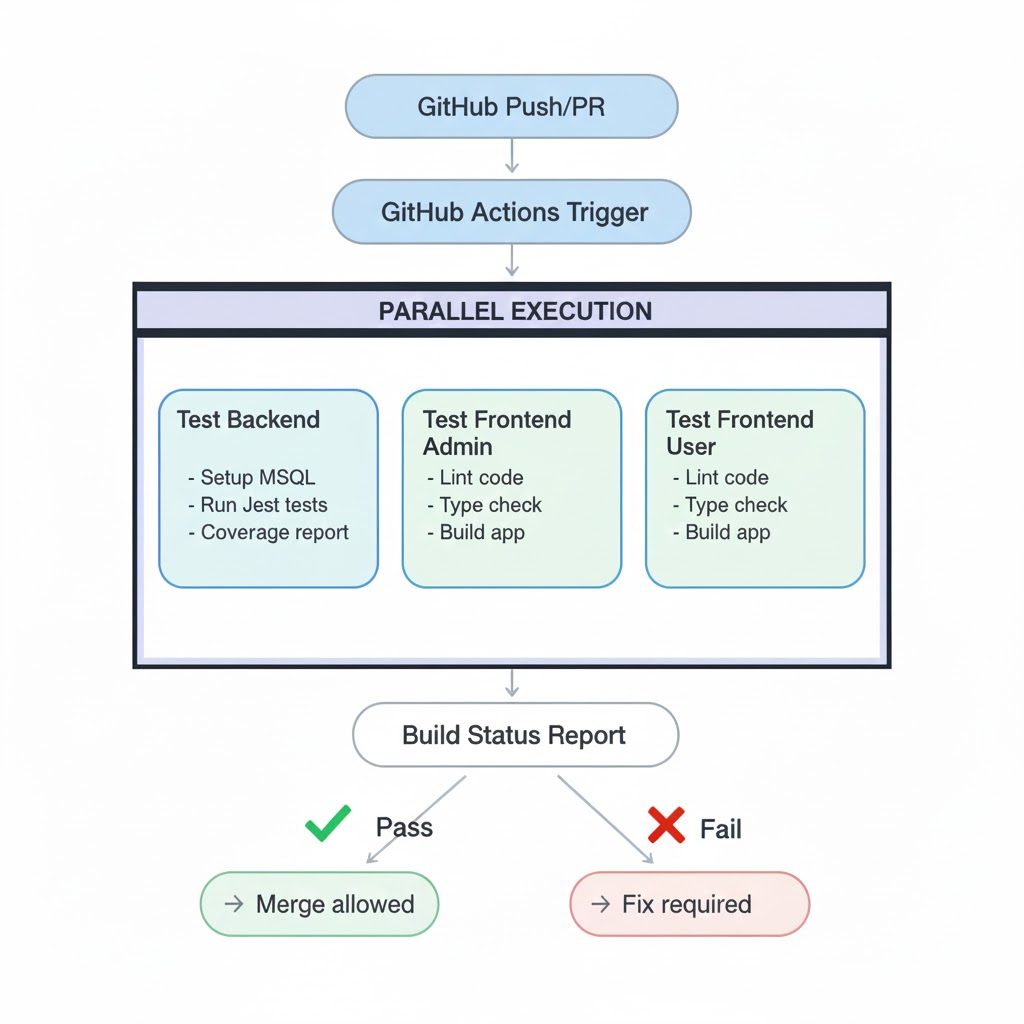 GitHub Push/PR
GitHub Actions Trigger
PARALLEL EXECUTION
Test Backend
- Setup MSQL
- Run Jest tests
- Coverage report
Test Frontend
Admin
- Lint code
- Type check
- Build app
Test Frontend
User
- Lint code
- Type check
- Build app
Build Status Report
Pass
Fail
→ Merge allowed
→ Fix required